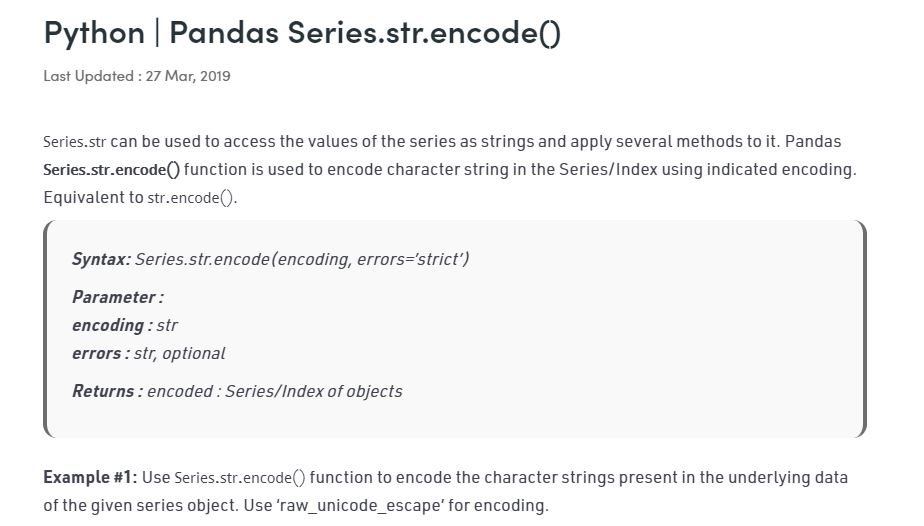 Python | Pandas Series.str.encode()
Last Updated : 27 Mar, 2019
Series.str can be used to access the values of the series as strings and apply several methods to it. Pandas
Series.str.encode() function is used to encode character string in the Series/Index using indicated encoding.
Equivalent to str.encode().
Syntax: Series.str.encode(encoding, errors=’strict’)
Parameter :
encoding : str
errors : str, optional
Returns : encoded : Series/Index of objects
Example #1: Use Series.str.encode() function to encode the character strings present in the underlying data
of the given series object. Use ‘raw_unicode_escape’ for encoding.